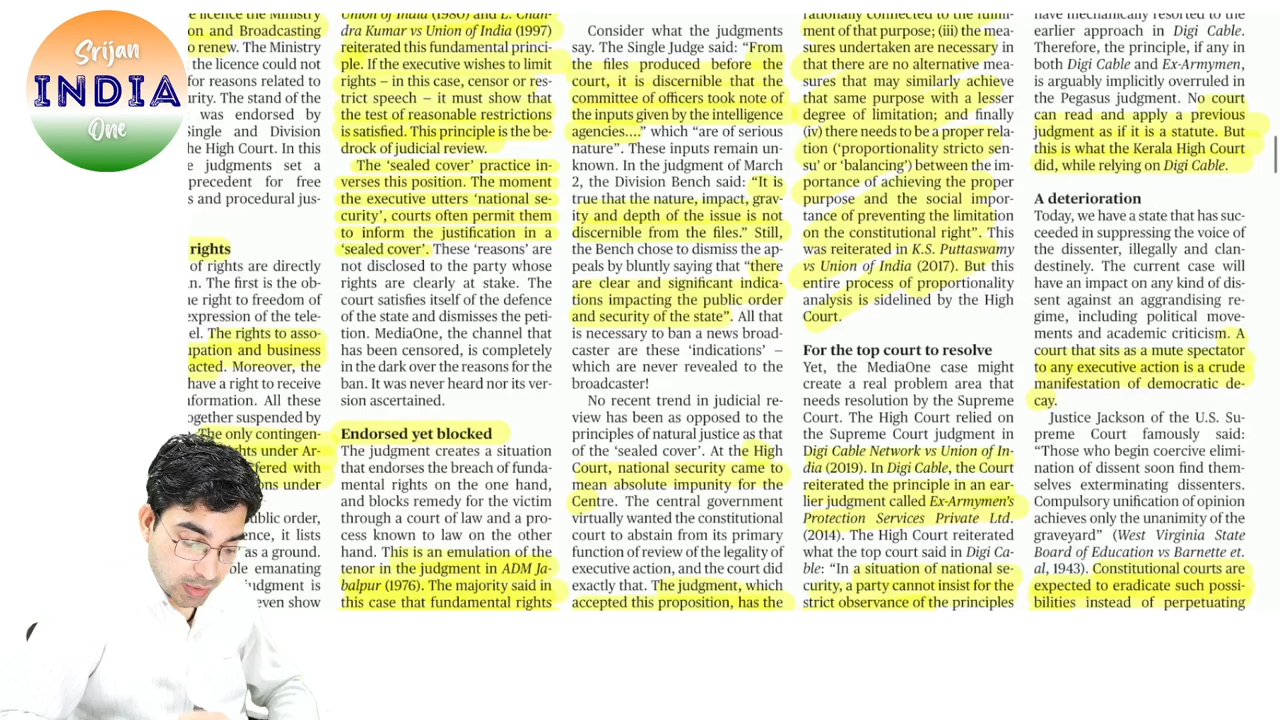 Srijan
INDIA
One
licence the Ministry
on and Broadcasting
renew. The Ministry
the licence could not
for reasons related to
The stand of the
was endorsed by
ingle and Division
he High Court. In this
judgments set a
precedent for free
s and procedural jus-
rights
of rights are directly
The first is the ob-
right to freedom of
xpression of the tele-
The rights to asso-
upation and business
acted. Moreover, the
have a right to receive
formation. All these
ogether suspended by
The only contingen-
hts under Ar-
fered with
ons under
ublic order,
ence, it lists
as a ground.
ble emanating
udgment is
even show
Union of India (1980) and L. Chan-
dra Kumar vs Union of India (1997)
reiterated this fundamental princi-
ple. If the executive wishes to limit
rights – in this case, censor or res-
trict speech – it must show that
the test of reasonable restrictions
is satisfied. This principle is the be-
drock of judicial review.
The ‘sealed cover’ practice in-
verses this position. The moment
the executive utters ‘national se-
curity’, courts often permit them
to inform the justification in a
‘sealed cover’. These ‘reasons’ are
not disclosed to the party whose
rights are clearly at stake. The
court satisfies itself of the defence
of the state and dismisses the peti-
tion. MediaOne, the channel that
has been censored, is completely
in the dark over the reasons for the
ban. It was never heard nor its ver-
sion ascertained.
Endorsed yet blocked
The judgment creates a situation
that endorses the breach of funda-
mental rights on the one hand,
and blocks remedy for the victim
through a court of law and a pro-
cess known to law on the other
hand. This is an emulation of the
tenor in the judgment in ADM Ja-
balpur (1976). The majority said in
this case that fundamental rights
Consider what the judgments
say. The Single Judge said: “From
the files produced before the
court, it is discernible that the
committee of officers took note of
the inputs given by the intelligence
agencies....” which “are of serious
nature”. These inputs remain un-
known. In the judgment of March
2, the Division Bench said: “It is
true that the nature, impact, grav-
ity and depth of the issue is not
discernible from the files.” Still,
the Bench chose to dismiss the ap-
peals by bluntly saying that “there
are clear and significant indica-
tions impacting the public order
and security of the state”. All that
is necessary to ban a news broad-
caster are these ‘indications’ –
which are never revealed to the
broadcaster!
No recent trend in judicial re-
view has been as opposed to the
principles of natural justice as that
of the ‘sealed cover’. At the High
Court, national security came to
mean absolute impunity for the
Centre. The central government
virtually wanted the constitutional
court to abstain from its primary
function of review of the legality of
executive action, and the court did
exactly that. The judgment, which
accepted this proposition, has the
rationally connected to the fulfil-
ment of that purpose; (iii) the mea-
sures undertaken are necessary in
that there are no alternative mea-
sures that may similarly achieve
that same purpose with a lesser
degree of limitation; and finally
(iv) there needs to be a proper rela-
tion (‘proportionality stricto sen-
su’ or ‘balancing’) between the im-
portance of achieving the proper
purpose and the social impor-
tance of preventing the limitation
on the constitutional right”. This
was reiterated in K.S. Puttaswamy
vs Union of India (2017). But this
entire process of proportionality
analysis is sidelined by the High
Court.
For the top court to resolve
Yet, the MediaOne case might
create a real problem area that
needs resolution by the Supreme
Court. The High Court relied on
the Supreme Court judgment in
Digi Cable Network vs Union of In-
dia (2019). In Digi Cable, the Court
reiterated the principle in an ear-
lier judgment called Ex-Armymen’s
Protection Services Private Ltd.
(2014). The High Court reiterated
what the top court said in Digi Ca-
ble: “In a situation of national se-
curity, a party cannot insist for the
strict observance of the principles
have mechanically resorted to the
earlier approach in Digi Cable.
Therefore, the principle, if any in
both Digi Cable and Ex-Armymen,
is arguably implicitly overruled in
the Pegasus judgment. No court
can read and apply a previous
judgment as if it is a statute. But
this is what the Kerala High Court
did, while relying on Digi Cable.
A deterioration
Today, we have a state that has suc-
ceeded in suppressing the voice of
the dissenter, illegally and clan-
destinely. The current case will
have an impact on any kind of dis-
sent against an aggrandising re-
gime, including political move-
ments and academic criticism. A
court that sits as a mute spectator
to any executive action is a crude
manifestation of democratic de-
cay.
Justice Jackson of the U.S. Su-
preme Court famously said:
“Those who begin coercive elimi-
nation of dissent soon find them-
selves exterminating dissenters.
Compulsory unification of opinion
achieves only the unanimity of the
graveyard” (West Virginia State
Board of Education vs Barnette et.
al, 1943). Constitutional courts are
expected to eradicate such possi-
bilities instead of perpetuating